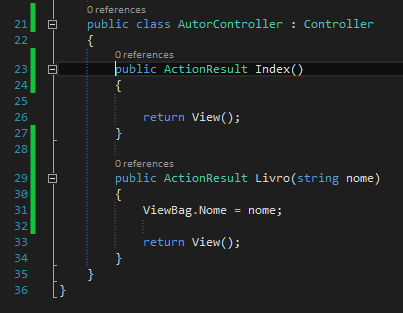 0 references
21 public class AutorController : Controller
22 {
0 references
23 public ActionResult Index()
24 {
25
26 return View();
27 }
28
0 references
29 public ActionResult Livro(string nome)
30 {
31 ViewBag.Nome = nome;
32
33 return View();
34 }
35 }
36 }